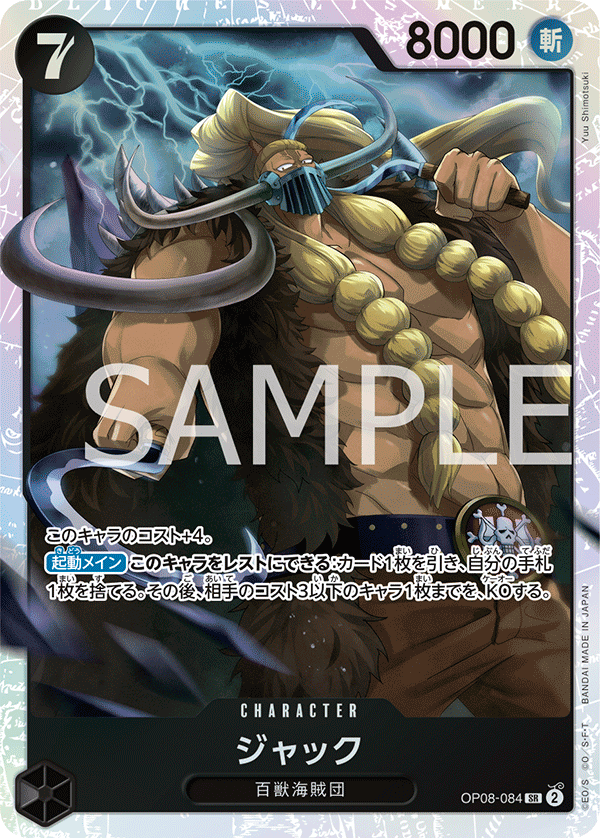 7
8000 斬
Yuu Shimotsuki
SAMPLE
このキャラのコスト+4。
起動メイン このキャラをレストにできる:カード1枚を引き、自分の手札
1枚を捨てる。その後、相手のコスト3以下のキャラ1枚までを、KOする。
CHARACTER
ジャック
百獣海賊団
OP08-084 SR 2
©E.O/S ©O/S・F・T BANDAI MADE IN JAPAN